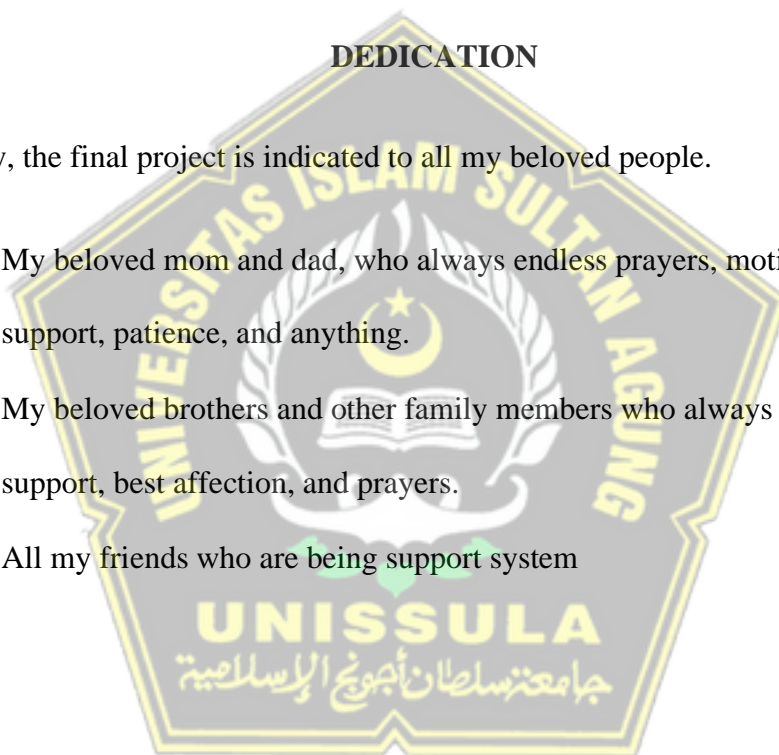 DEDICATION
, the final project is indicated to all my beloved people.
My beloved mom and dad, who always endless prayers,
support, patience, and anything.
My beloved brothers and other family members who always
support, best affection, and prayers.
All my friends who are being support system
UNIVERSITAS ISLAM SULTAN AGUNG
UNISSULA
جامعة سلطان أجونج الإسلامية